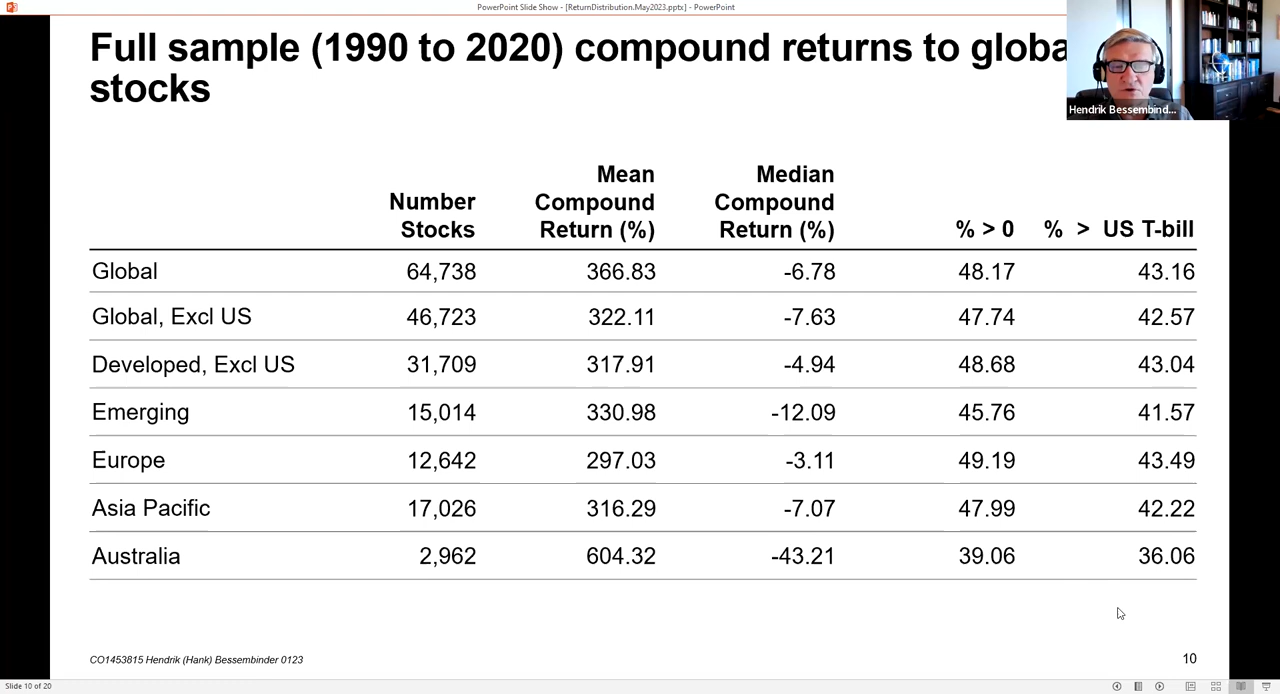 PowerPoint Slide Show - [ReturnDistribution.May2023.pptx] - PowerPoint
Full sample (1990 to 2020) compound returns to globa
stocks
Hendrik Bessembind...
Number Stocks Mean Compound Return (%) Median Compound Return (%) % > 0 % > US T-bill
Global 64,738 366.83 -6.78 48.17 43.16
Global, Excl US 46,723 322.11 -7.63 47.74 42.57
Developed, Excl US 31,709 317.91 -4.94 48.68 43.04
Emerging 15,014 330.98 -12.09 45.76 41.57
Europe 12,642 297.03 -3.11 49.19 43.49
Asia Pacific 17,026 316.29 -7.07 47.99 42.22
Australia 2,962 604.32 -43.21 39.06 36.06
CO1453815 Hendrik (Hank) Bessembinder 0123
10
Slide 10 of 20